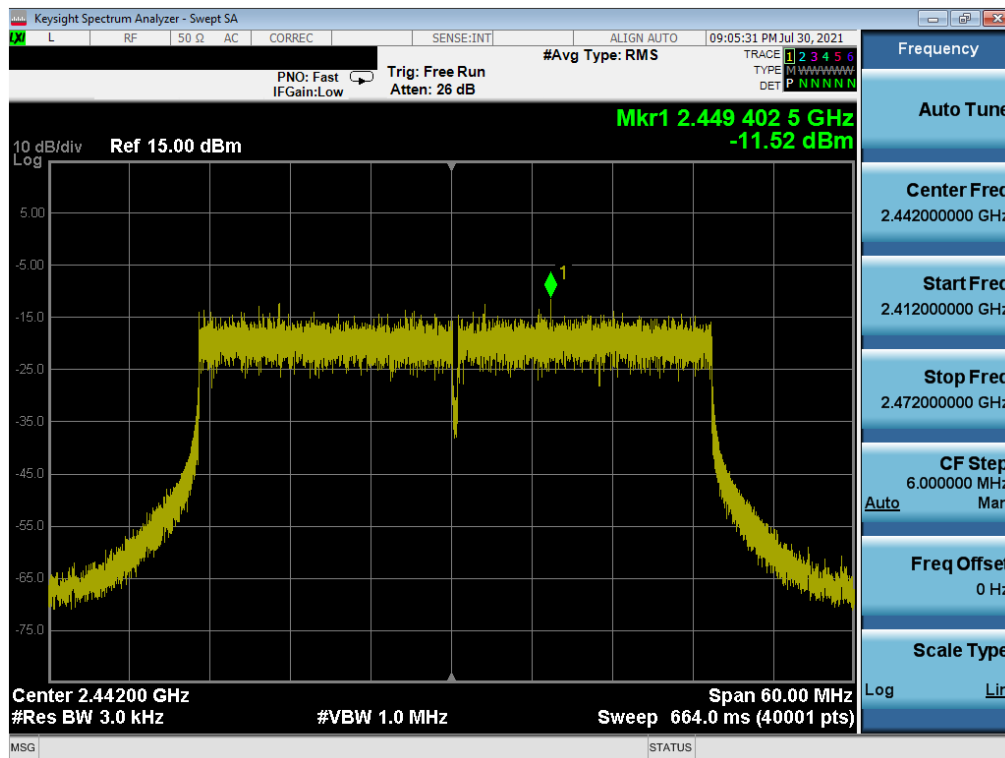 Keysight Spectrum Analyzer - Swept SA
LXI L RF 50 Ω AC CORREC SENSE:INT ALIGN AUTO 09:05:31 PM Jul 30, 2021
#Avg Type: RMS
TRACE 1 2 3 4 5 6
TYPE M W W W W W
DET P N N N N N
PNO: Fast
IFGain:Low
Trig: Free Run
Atten: 26 dB
Mkr1 2.449 402 5 GHz
-11.52 dBm
10 dB/div Ref 15.00 dBm
Log
5.00
-5.00
1
-15.0
-25.0
-35.0
-45.0
-55.0
-65.0
-75.0
Center 2.44200 GHz
Span 60.00 MHz
#Res BW 3.0 kHz
#VBW 1.0 MHz
Sweep 664.0 ms (40001 pts)
MSG
STATUS
Frequency
Auto Tune
Center Freq
2.442000000 GHz
Start Freq
2.412000000 GHz
Stop Freq
2.472000000 GHz
CF Step
6.000000 MHz
Auto Man
Freq Offset
0 Hz
Scale Type
Log Lin